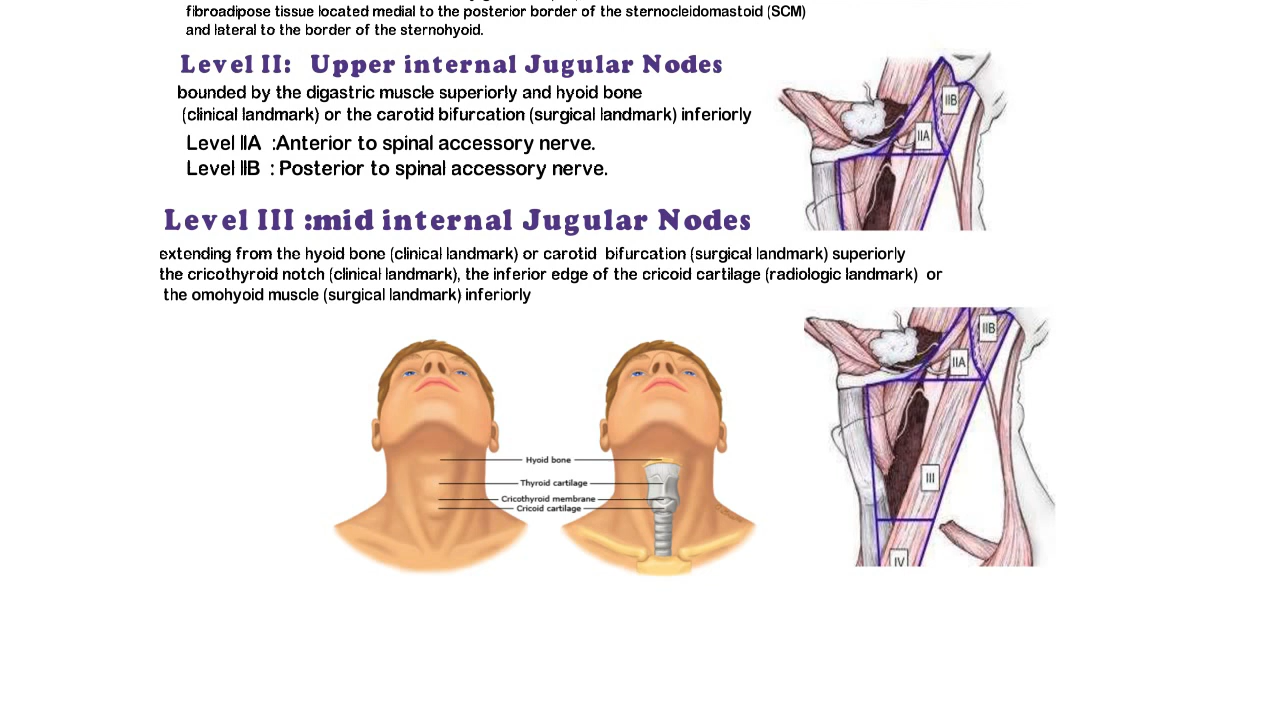 fibroadipose tissue located medial to the posterior border of the sternocleidomastoid (SCM)
and lateral to the border of the sternohyoid.
Level II: Upper internal Jugular Nodes
bounded by the digastric muscle superiorly and hyoid bone
(clinical landmark) or the carotid bifurcation (surgical landmark) inferiorly
Level IIA :Anterior to spinal accessory nerve.
Level IIB : Posterior to spinal accessory nerve.
IIB
IIA
Level III :mid internal Jugular Nodes
extending from the hyoid bone (clinical landmark) or carotid bifurcation (surgical landmark) superiorly
the cricothyroid notch (clinical landmark), the inferior edge of the cricoid cartilage (radiologic landmark) or
the omohyoid muscle (surgical landmark) inferiorly
IIB
IIA
III
IV
Hyoid bone
Thyroid cartilage
Cricothyroid membrane
Cricoid cartilage